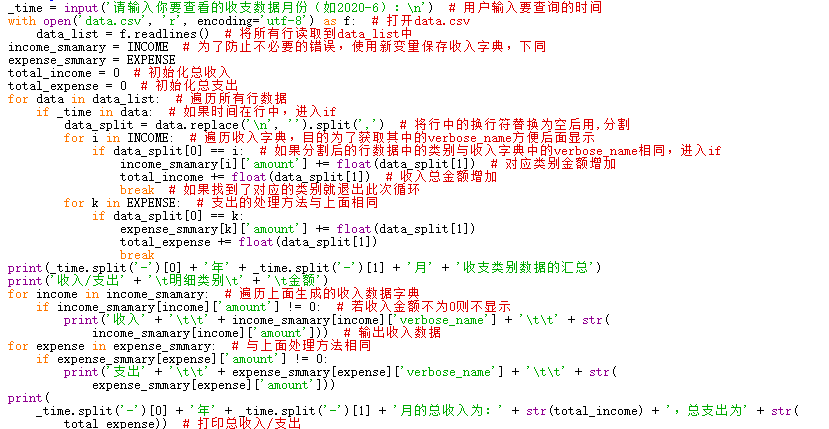 _time = input('请输入你要查看的收支数据月份（如2020-6）：\n')  # 用户输入要查询的时间
with open('data.csv', 'r', encoding='utf-8') as f:  # 打开data.csv
    data_list = f.readlines()  # 将所有行读取到data_list中
income_smamary = INCOME  # 为了防止不必要的错误，使用新变量保存收入字典，下同
expense_smmary = EXPENSE
total_income = 0  # 初始化总收入
total_expense = 0  # 初始化总支出
for data in data_list:  # 遍历所有行数据
    if _time in data:  # 如果时间在行中，进入if
        data_split = data.replace('\n', '').split(',')  # 将行中的换行符替换为空后用,分割
        for i in INCOME:  # 遍历收入字典，目的为了获取其中的verbose_name方便后面显示
            if data_split[0] == i:  # 如果分割后的行数据中的类别与收入字典中的verbose_name相同，进入if
                income_smamary[i]['amount'] += float(data_split[1])  # 对应类别金额增加
                total_income += float(data_split[1])  # 收入总金额增加
                break  # 如果找到了对应的类别就退出此次循环
        for k in EXPENSE:  # 支出的处理方法与上面相同
            if data_split[0] == k:
                expense_smmary[k]['amount'] += float(data_split[1])
                total_expense += float(data_split[1])
                break
print(_time.split('-')[0] + '年' + _time.split('-')[1] + '月' + '收支类别数据的汇总')
print('收入/支出' + '\t明细类别\t' + '\t金额')
for income in income_smamary:  # 遍历上面生成的收入数据字典
    if income_smamary[income]['amount'] != 0:  # 若收入金额不为0则不显示
        print('收入' + '\t\t' + income_smamary[income]['verbose_name'] + '\t\t' + str(
            income_smamary[income]['amount']))  # 输出收入数据
for expense in expense_smmary:  # 与上面处理方法相同
    if expense_smmary[expense]['amount'] != 0:
        print('支出' + '\t\t' + expense_smmary[expense]['verbose_name'] + '\t\t' + str(
            expense_smmary[expense]['amount']))
print(
    _time.split('-')[0] + '年' + _time.split('-')[1] + '月的总收入为：' + str(total_income) + '，总支出为' + str(
        total_expense))  # 打印总收入/支出